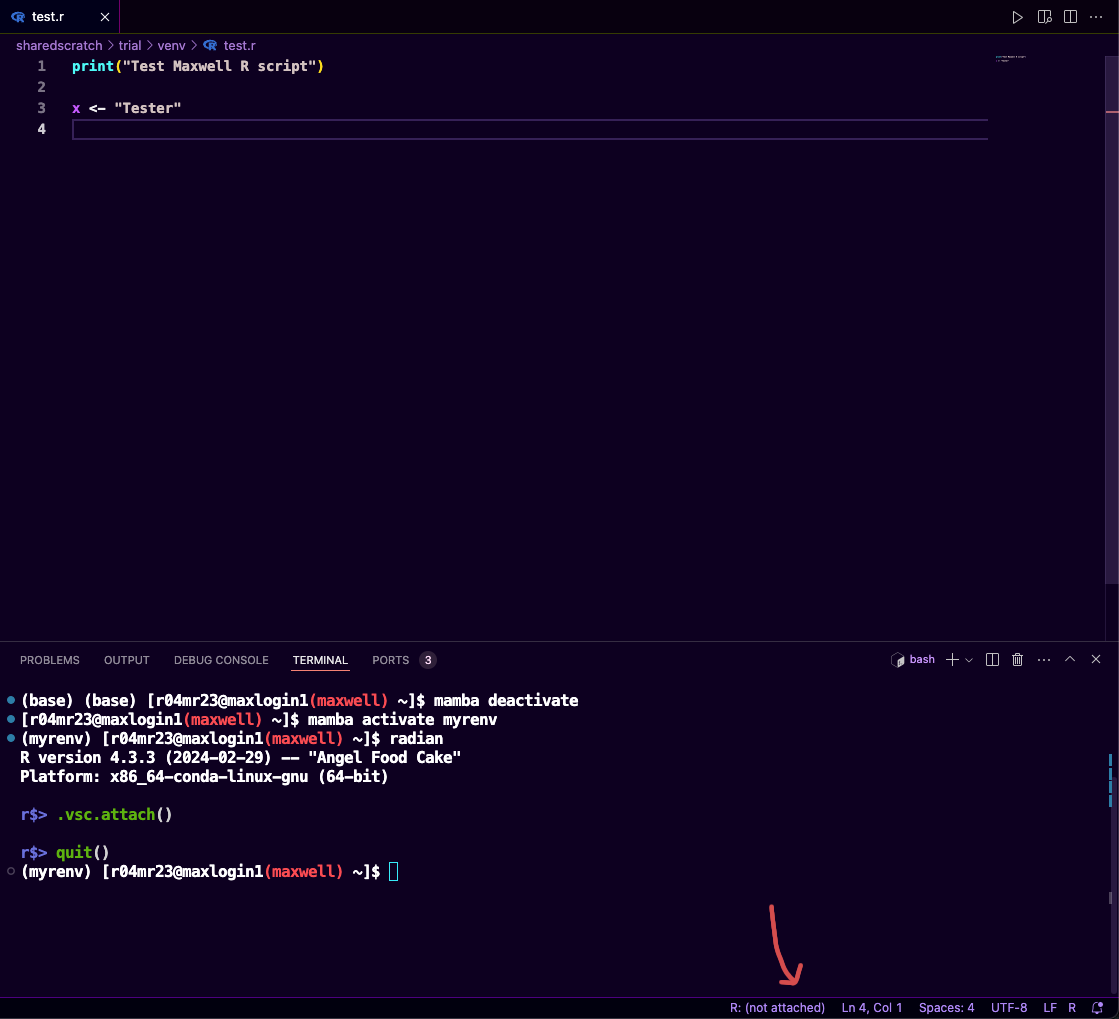 test.r
sharedscratch > trial > venv > test.r
1 print("Test Maxwell R script")
2
3 x <- "Tester"
4
PROBLEMS OUTPUT DEBUG CONSOLE TERMINAL PORTS 3 bash
(base) (base) [r04mr23@maxlogin1(maxwell) ~]$ mamba deactivate
[r04mr23@maxlogin1(maxwell) ~]$ mamba activate myrenv
(myrenv) [r04mr23@maxlogin1(maxwell) ~]$ radian
R version 4.3.3 (2024-02-29) -- "Angel Food Cake"
Platform: x86_64-conda-linux-gnu (64-bit)
r$> .vsc.attach()
r$> quit()
(myrenv) [r04mr23@maxlogin1(maxwell) ~]$
R: (not attached) Ln 4, Col 1 Spaces: 4 UTF-8 LF R